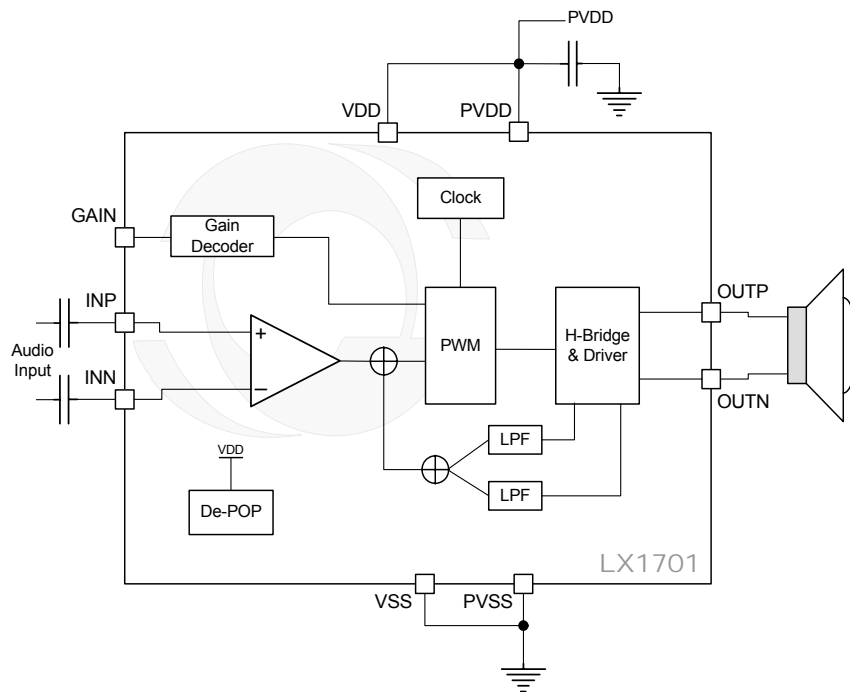 PVDD
VDD
PVDD
GAIN
Gain
Decoder
Clock
INP
Audio
Input
INN
+
−
PWM
H-Bridge
& Driver
OUTP
OUTN
LPF
LPF
VDD
De-POP
LX1701
VSS
PVSS